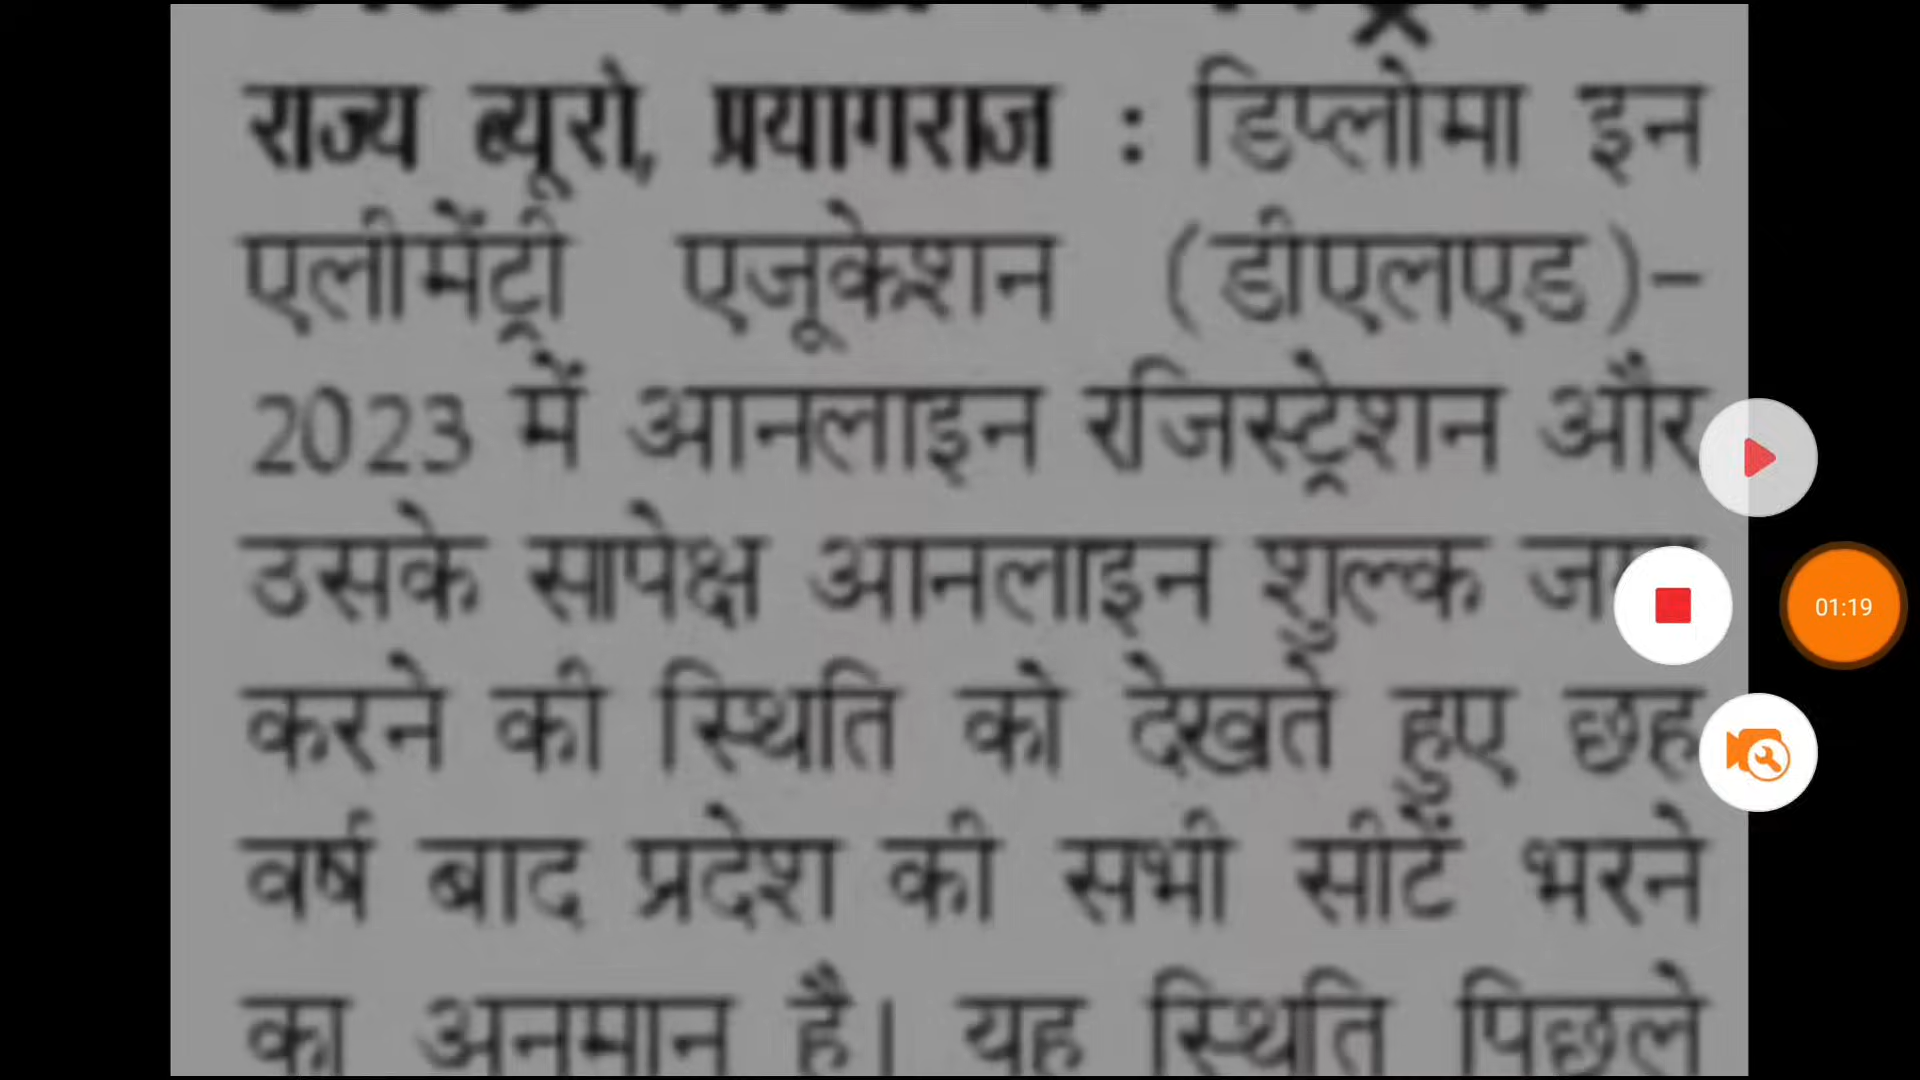 राज्य ब्यूरो, प्रयागराज : डिप्लोमा इन
एलीमेंट्री एजूकेशन (डीएलएड)-
2023 में आनलाइन रजिस्ट्रेशन और
उसके सापेक्ष आनलाइन शुल्क
करने की स्थिति को देखते हुए छह
वर्ष बाद प्रदेश की सभी सीटें भरने
का अनुमान है। यह स्थिति पिछले
01:19